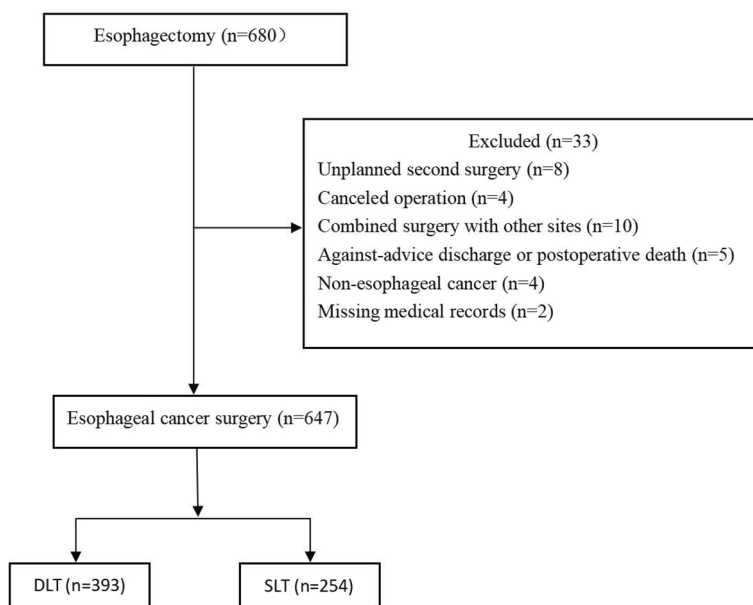 Esophagectomy (n=680）
Excluded (n=33)
Unplanned second surgery (n=8)
Canceled operation (n=4)
Combined surgery with other sites (n=10)
Against-advice discharge or postoperative death (n=5)
Non-esophageal cancer (n=4)
Missing medical records (n=2)
Esophageal cancer surgery (n=647)
DLT (n=393)
SLT (n=254)